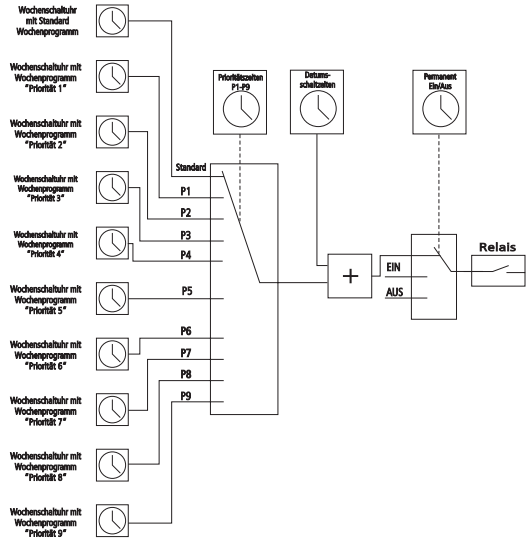 Wochenschaltuhr
mit Standard
Wochenprogramm
Wochenschaltuhr mit
Wochenprogramm
"Priorität 1"
Wochenschaltuhr mit
Wochenprogramm
"Priorität 2"
Wochenschaltuhr mit
Wochenprogramm
"Priorität 3"
Wochenschaltuhr mit
Wochenprogramm
"Priorität 4"
Wochenschaltuhr mit
Wochenprogramm
"Priorität 5"
Wochenschaltuhr mit
Wochenprogramm
"Priorität 6"
Wochenschaltuhr mit
Wochenprogramm
"Priorität 7"
Wochenschaltuhr mit
Wochenprogramm
"Priorität 8"
Wochenschaltuhr mit
Wochenprogramm
"Priorität 9"
Standard
P1
P2
P3
P4
P5
P6
P7
P8
P9
Prioritätszeiten
P1-P9
Datums-
schaltzeiten
Permanent
Ein/Aus
+
EIN
AUS
Relais